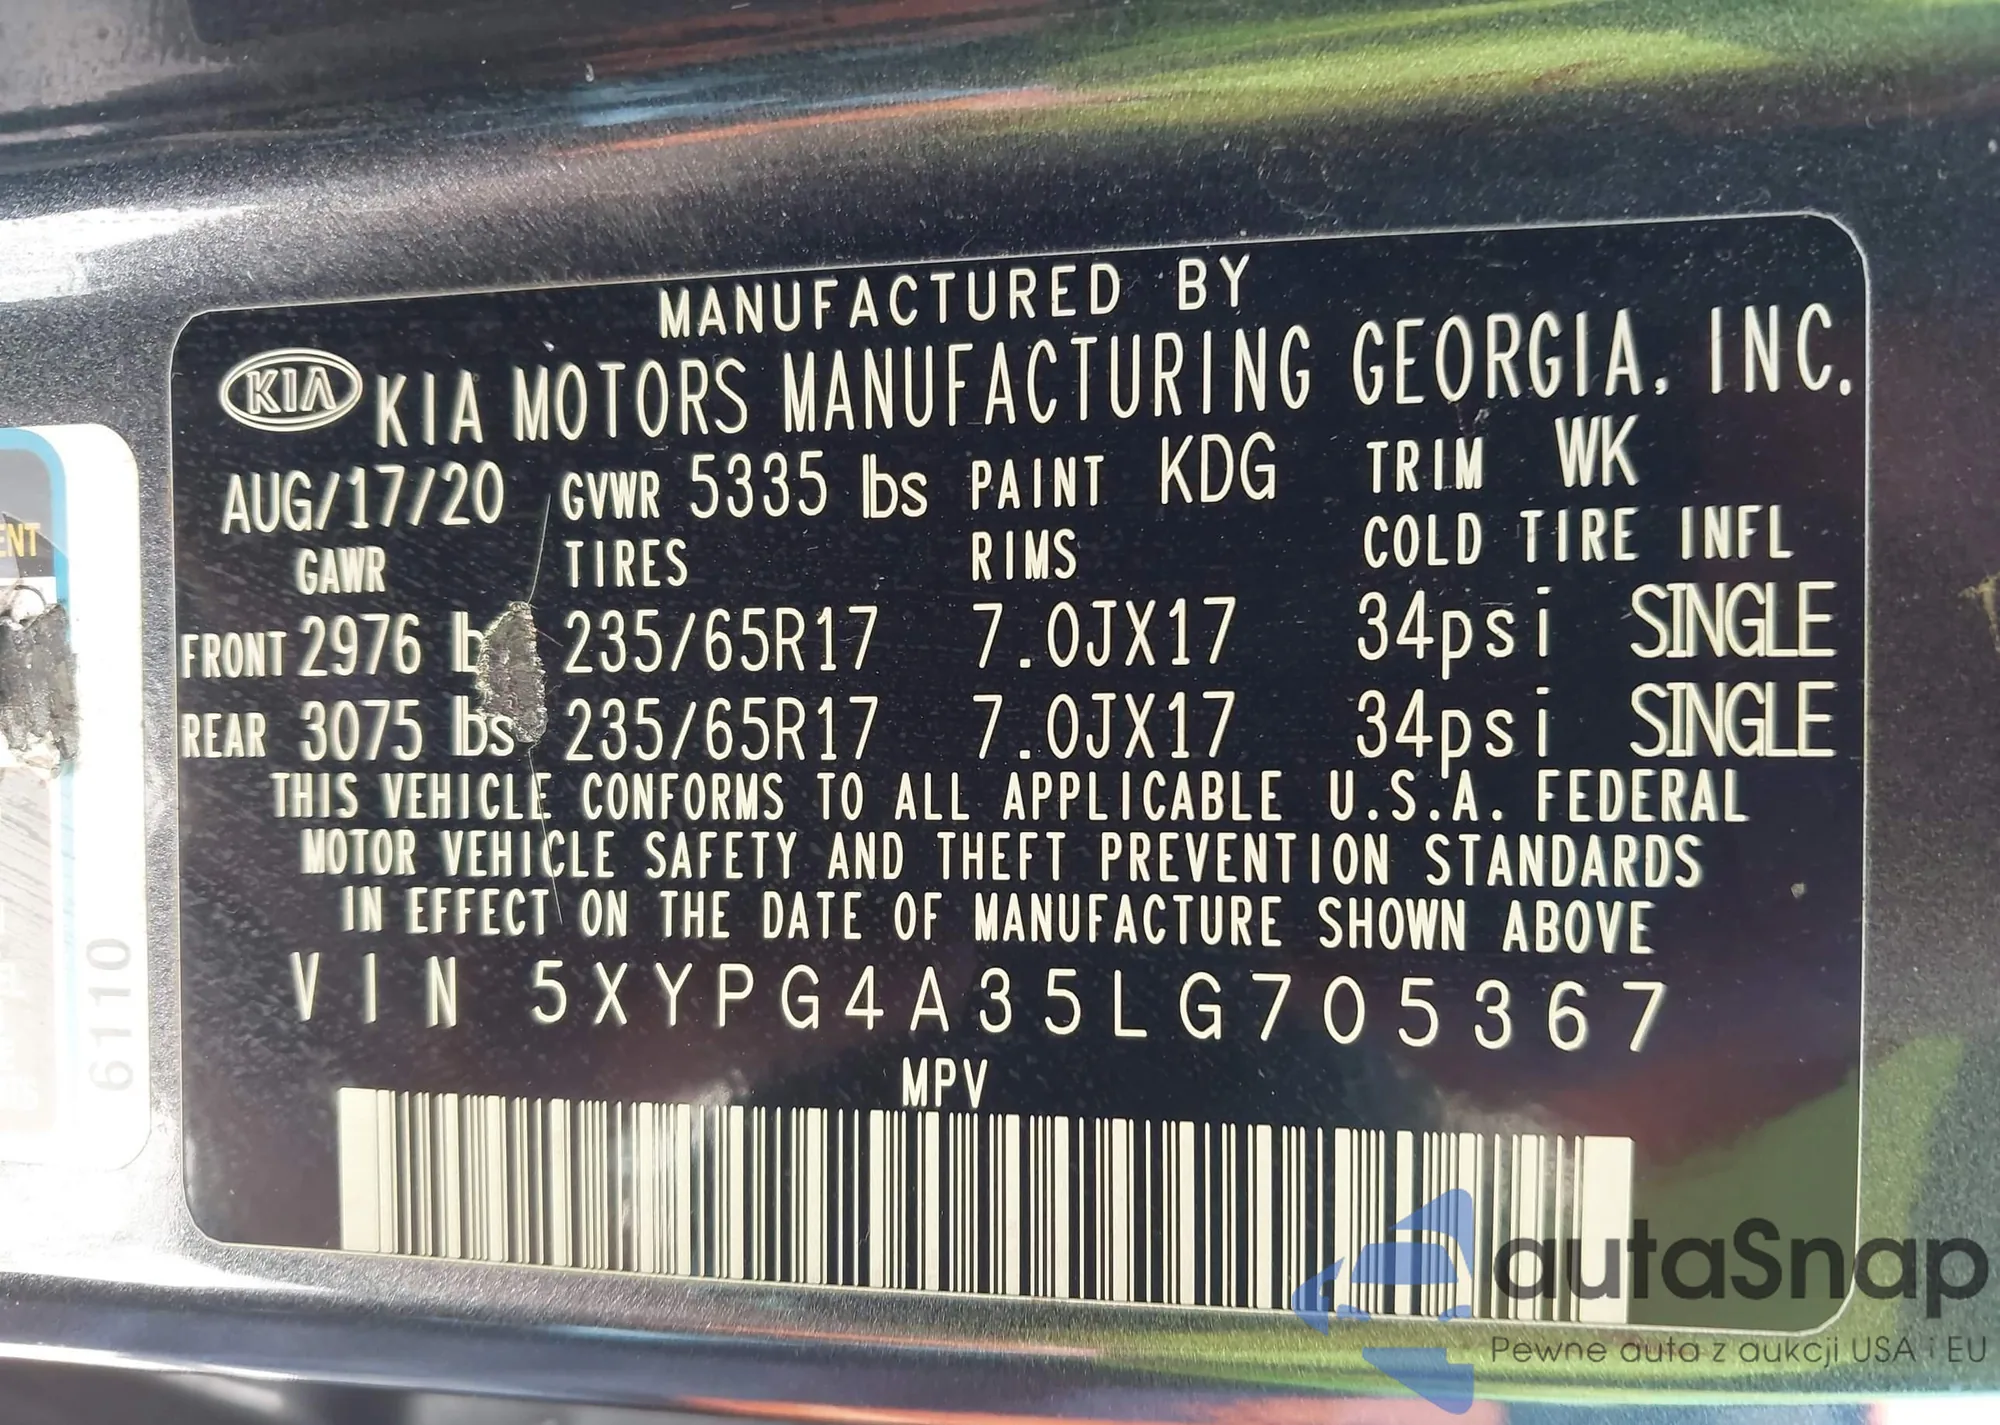 MANUFACTURED BY
KIA KIA MOTORS MANUFACTURING GEORGIA, INC.
AUG/17/20 GVWR 5335 lbs PAINT KDG TRIM WK
GAWR TIRES RIMS COLD TIRE INFL
FRONT 2976 lb 235/65R17 7.0JX17 34psi SINGLE
REAR 3075 lbs 235/65R17 7.0JX17 34psi SINGLE
THIS VEHICLE CONFORMS TO ALL APPLICABLE U.S.A. FEDERAL
MOTOR VEHICLE SAFETY AND THEFT PREVENTION STANDARDS
IN EFFECT ON THE DATE OF MANUFACTURE SHOWN ABOVE
VIN 5XYPG4A35LG705367
MPV
6110
autaSnap
Pewne auta z aukcji USA i EU